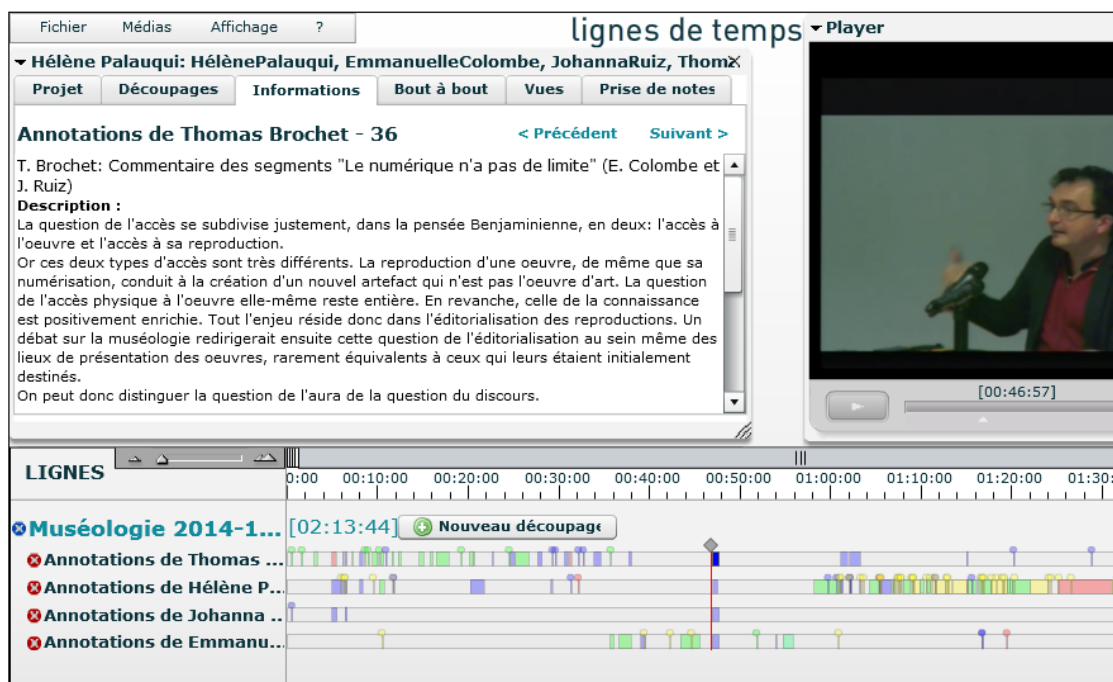 Fichier Médias Affichage ?
lignes de temps
Player
Hélène Palauqui: HélènePalauqui, EmmanuelleColombe, JohannaRuiz, Thom
Projet Découpages Informations Bout à bout Vues Prise de notes
Annotations de Thomas Brochet - 36 < Précédent Suivant >
T. Brochet: Commentaire des segments "Le numérique n'a pas de limite" (E. Colombe et
J. Ruiz)
Description :
La question de l'accès se subdivise justement, dans la pensée Benjaminienne, en deux: l'accès à
l'oeuvre et l'accès à sa reproduction.
Or ces deux types d'accès sont très différents. La reproduction d'une oeuvre, de même que sa
numérisation, conduit à la création d'un nouvel artefact qui n'est pas l'oeuvre d'art. La question
de l'accès physique à l'oeuvre elle-même reste entière. En revanche, celle de la connaissance
est positivement enrichie. Tout l'enjeu réside donc dans l'éditorialisation des reproductions. Un
débat sur la muséologie redirigerait ensuite cette question de l'éditorialisation au sein même des
lieux de présentation des oeuvres, rarement équivalents à ceux qui leurs étaient initialement
destinés.
On peut donc distinguer la question de l'aura de la question du discours.
[00:46:57]
LIGNES
0:00 00:10:00 00:20:00 00:30:00 00:40:00 00:50:00 01:00:00 01:10:00 01:20:00 01:30:
Muséologie 2014-1... [02:13:44] Nouveau découpage
Annotations de Thomas ...
Annotations de Hélène P...
Annotations de Johanna ..
Annotations de Emmanu...